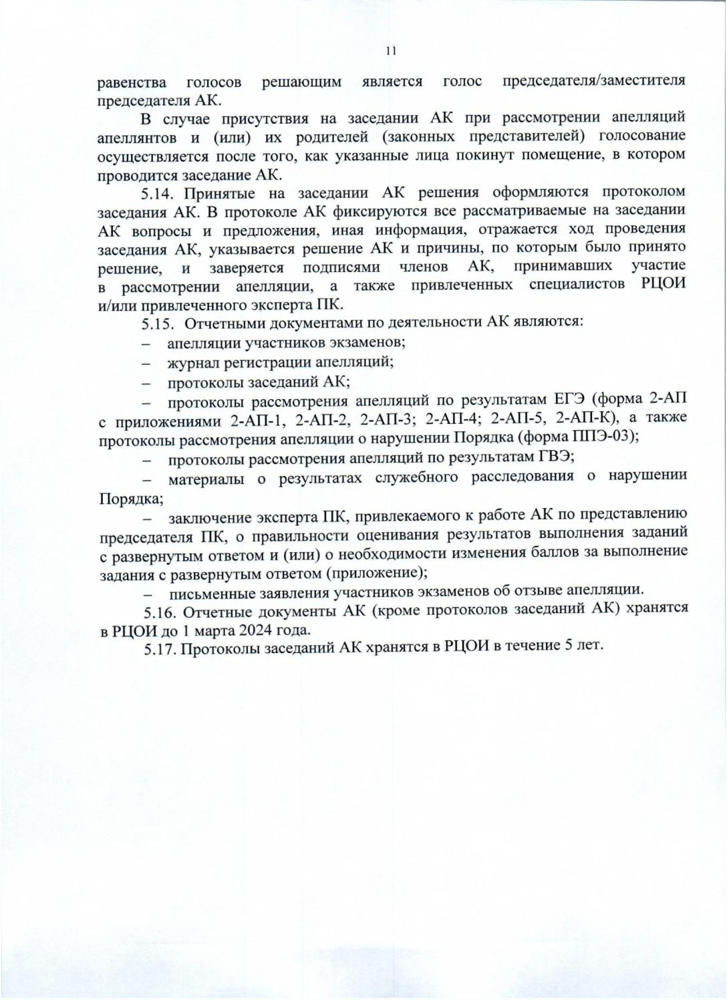 11
равенства голосов решающим является голос председателя/заместителя
председателя АК.
В случае присутствия на заседании АК при рассмотрении апелляций
апеллянтов и (или) их родителей (законных представителей) голосование
осуществляется после того, как указанные лица покинут помещение, в котором
проводится заседание АК.
5.14. Принятые на заседании АК решения оформляются протоколом
заседания АК. В протоколе АК фиксируются все рассматриваемые на заседании
АК вопросы и предложения, иная информация, отражается ход проведения
заседания АК, указывается решение АК и причины, по которым было принято
решение, и заверяется подписями членов АК, принимавших участие
в рассмотрении апелляции, а также привлеченных специалистов РЦОИ
и/или привлеченного эксперта ПК.
5.15. Отчетными документами по деятельности АК являются:
– апелляции участников экзаменов;
– журнал регистрации апелляций;
– протоколы заседаний АК;
– протоколы рассмотрения апелляций по результатам ЕГЭ (форма 2-АП
с приложениями 2-АП-1, 2-АП-2, 2-АП-3; 2-АП-4; 2-АП-5, 2-АП-К), а также
протоколы рассмотрения апелляции о нарушении Порядка (форма ППЭ-03);
– протоколы рассмотрения апелляций по результатам ГВЭ;
– материалы о результатах служебного расследования о нарушении
Порядка;
– заключение эксперта ПК, привлекаемого к работе АК по представлению
председателя ПК, о правильности оценивания результатов выполнения заданий
с развернутым ответом и (или) о необходимости изменения баллов за выполнение
задания с развернутым ответом (приложение);
– письменные заявления участников экзаменов об отзыве апелляции.
5.16. Отчетные документы АК (кроме протоколов заседаний АК) хранятся
в РЦОИ до 1 марта 2024 года.
5.17. Протоколы заседаний АК хранятся в РЦОИ в течение 5 лет.